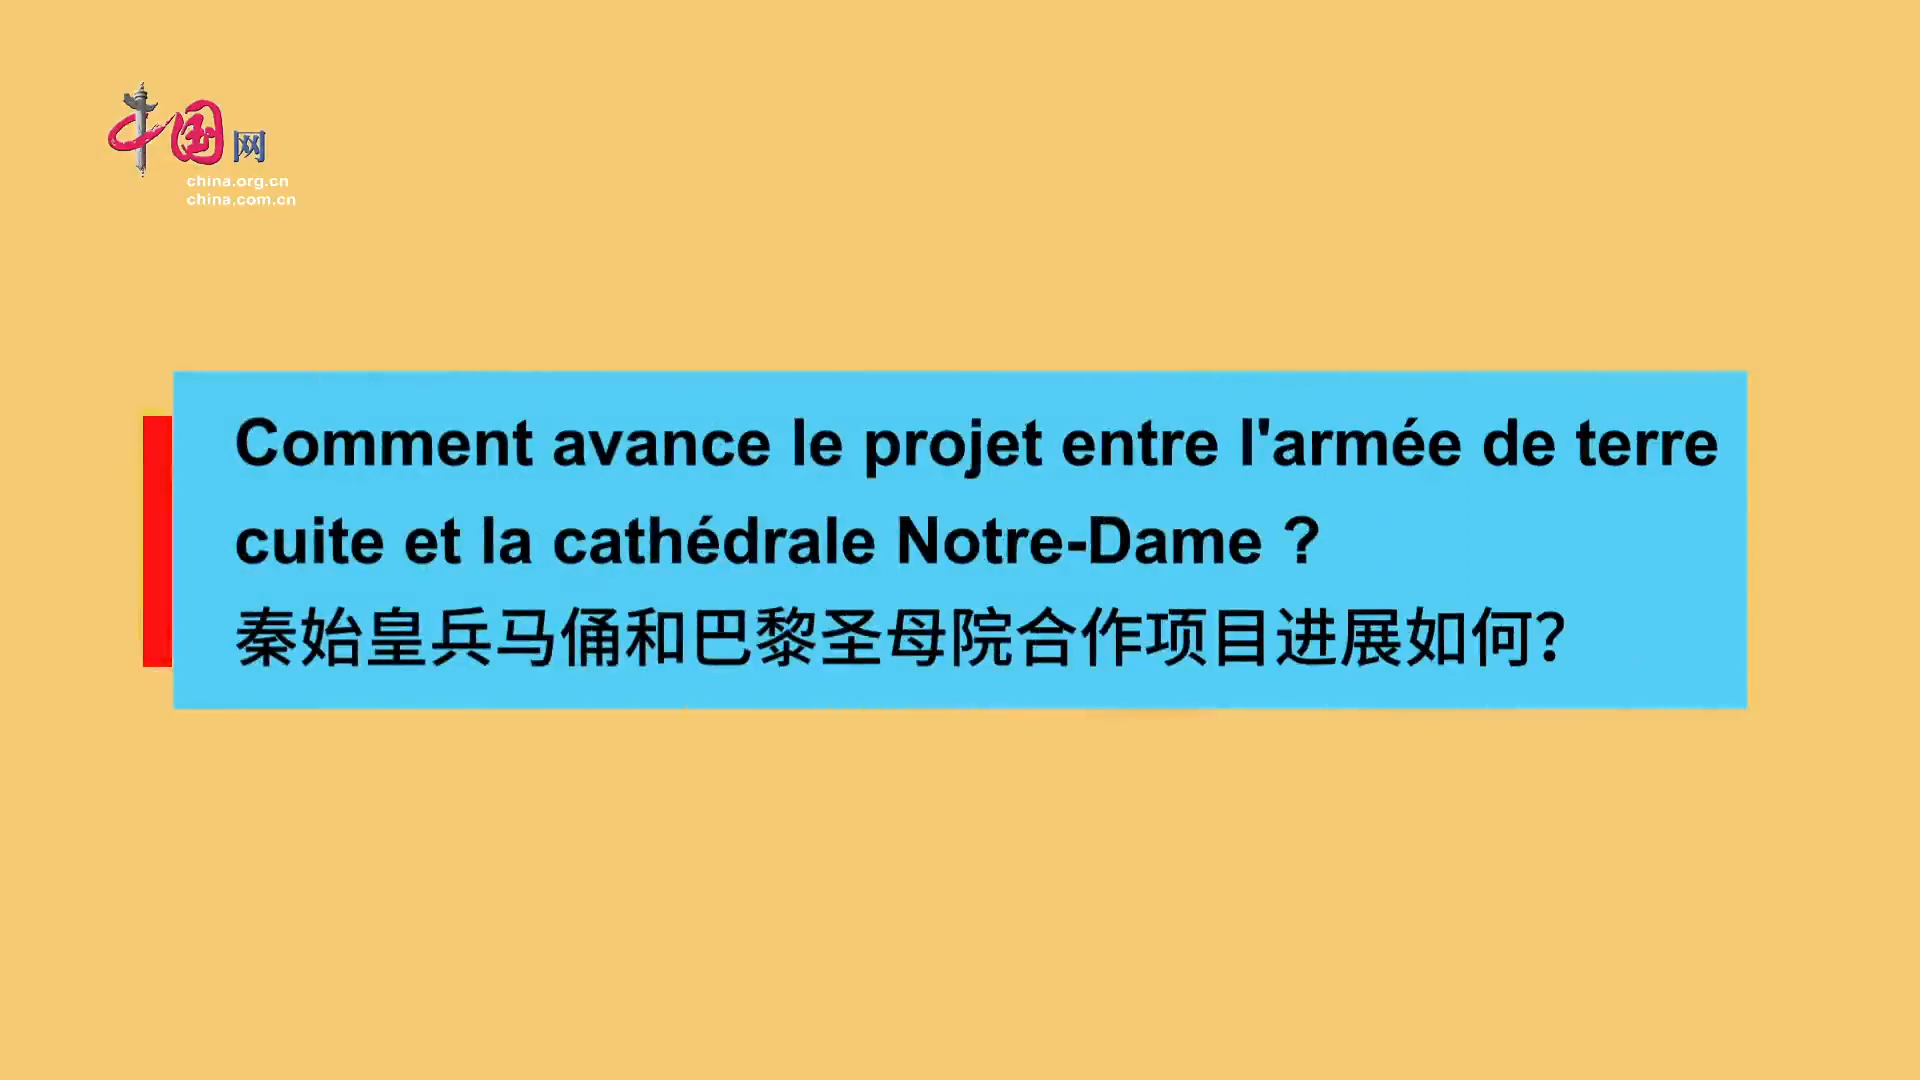 中国网
china.org.cn
china.com.cn
Comment avance le projet entre l'armée de terre
cuite et la cathédrale Notre-Dame ?
秦始皇兵马俑和巴黎圣母院合作项目进展如何?